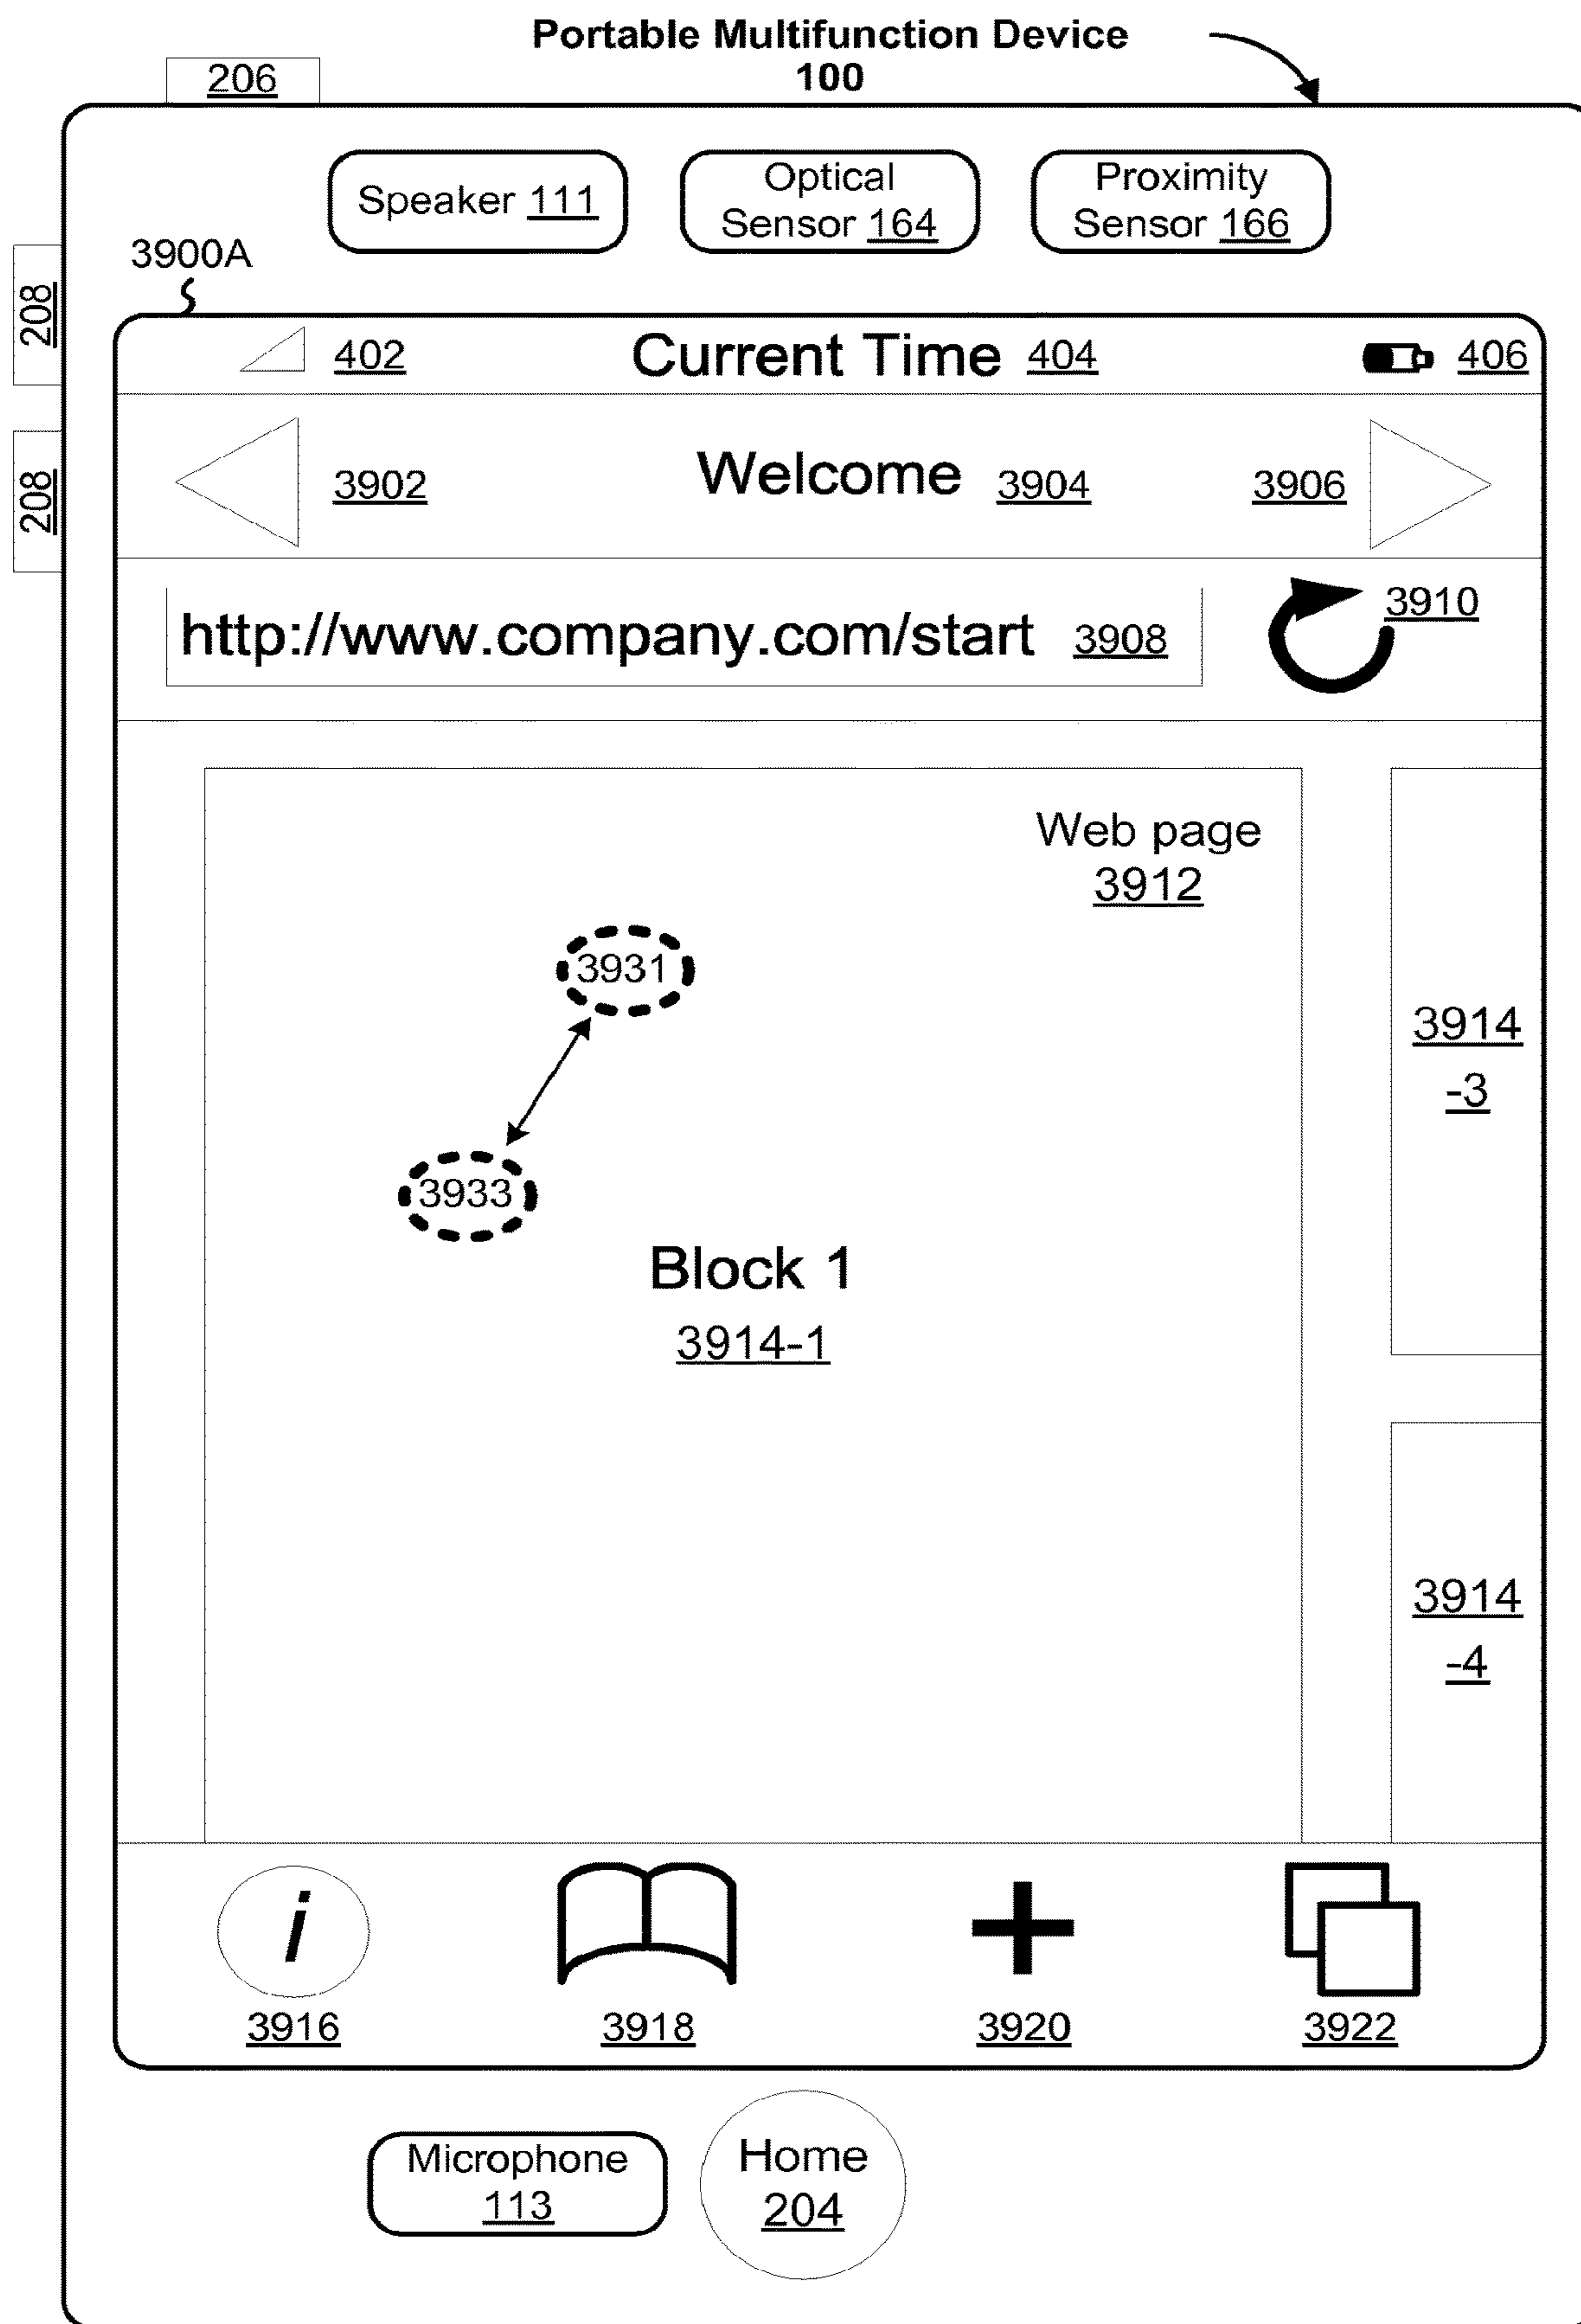 Portable Multifunction Device
100
206
Speaker 111
Optical
Sensor 164
Proximity
Sensor 166
3900A
208
208
402
Current Time 404
406
3902
Welcome 3904
3906
http://www.company.com/start 3908
3910
Web page
3912
3931
3933
Block 1
3914-1
3914
-3
3914
-4
i
3916
3918
3920
3922
Microphone
113
Home
204